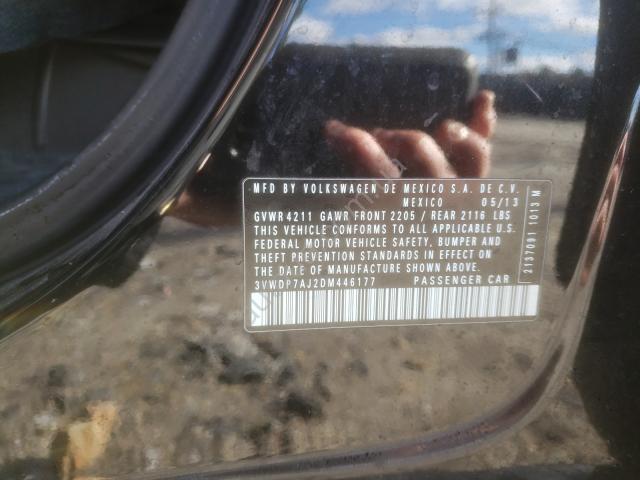 MFD BY VOLKSWAGEN DE MEXICO S.A. DE C.V.
MEXICO 05/13
GVWR 4211 GAWR FRONT 2205 / REAR 2116 LBS
THIS VEHICLE CONFORMS TO ALL APPLICABLE U.S.
FEDERAL MOTOR VEHICLE SAFETY, BUMPER AND
THEFT PREVENTION STANDARDS IN EFFECT ON
THE DATE OF MANUFACTURE SHOWN ABOVE.
3VWDP7AJ2DM446177 PASSENGER CAR
2137091 1013 M